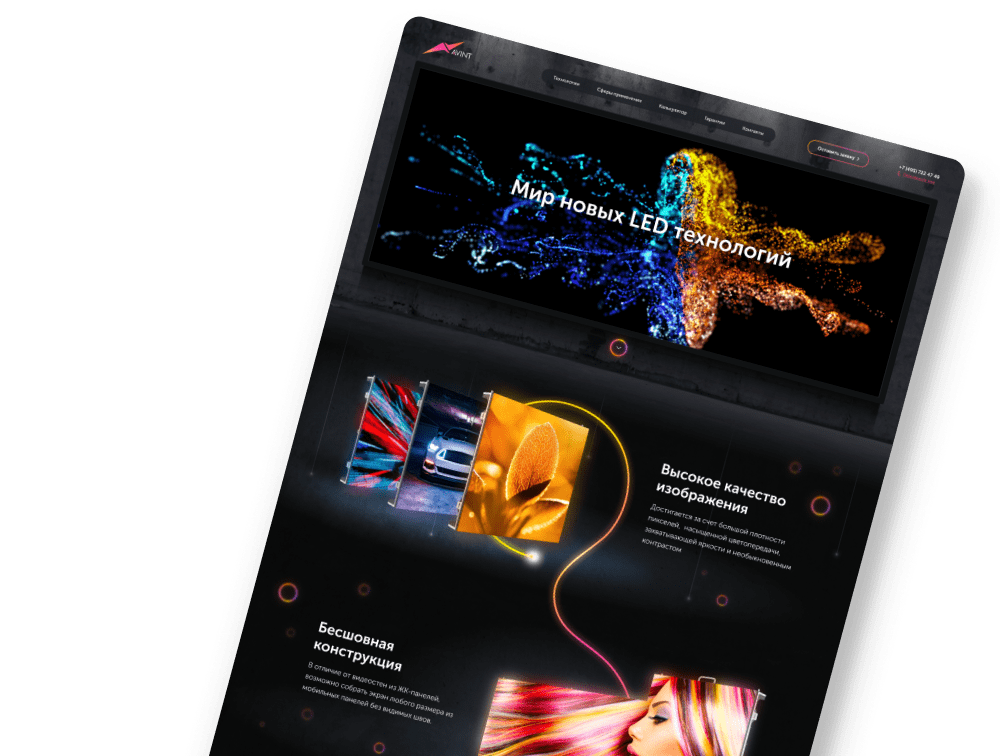 AVINT
Технологии
Сферы применения
Калькулятор
Гарантии
Контакты
Оставить заявку
+7 (495) 733 47 46
Мир новых LED технологий
Высокое качество
изображения
Достигается за счет большой плотности
пикселей, насыщенной цветопередачи,
захватывающей яркости и необыкновенным
контрастом
Бесшовная
конструкция
В отличие от видеостен из ЖК-панелей,
возможно собрать экран любого размера из
мобильных панелей без видимых швов.